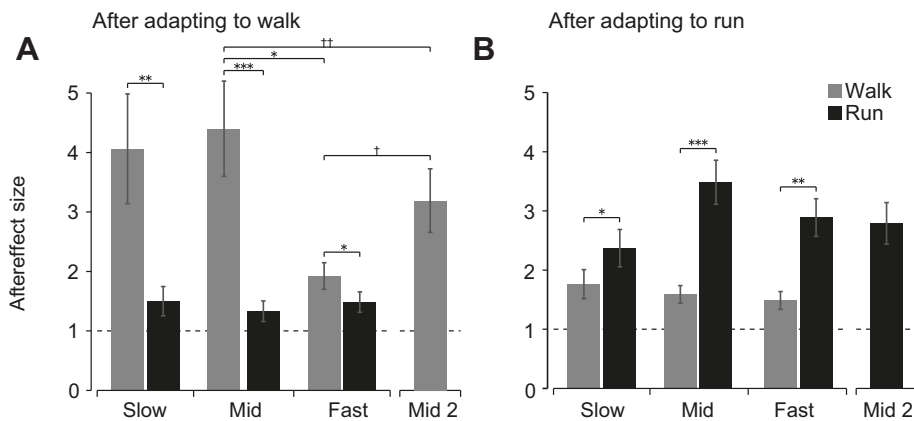 After adapting to walk
After adapting to run
A
B
††
*
**
***
†
*
5
4
3
2
1
0
Aftereffect size
Slow
Mid
Fast
Mid 2
Walk
Run
***
**
*
5
4
3
2
1
0
Slow
Mid
Fast
Mid 2